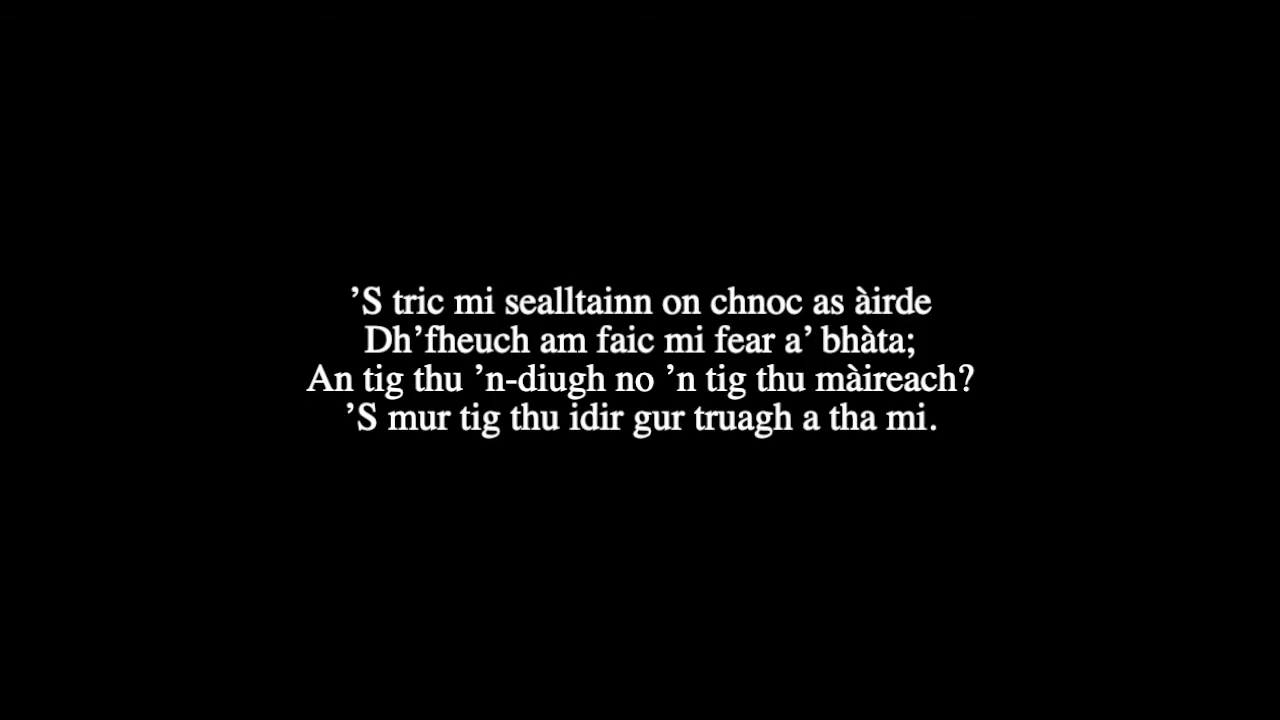 ’S tric mi sealltainn on chnoc as àirde
Dh’fheuch am faic mi fear a’ bhàta;
An tig thu ’n-diugh no ’n tig thu màireach?
’S mur tig thu idir gur truagh a tha mi.